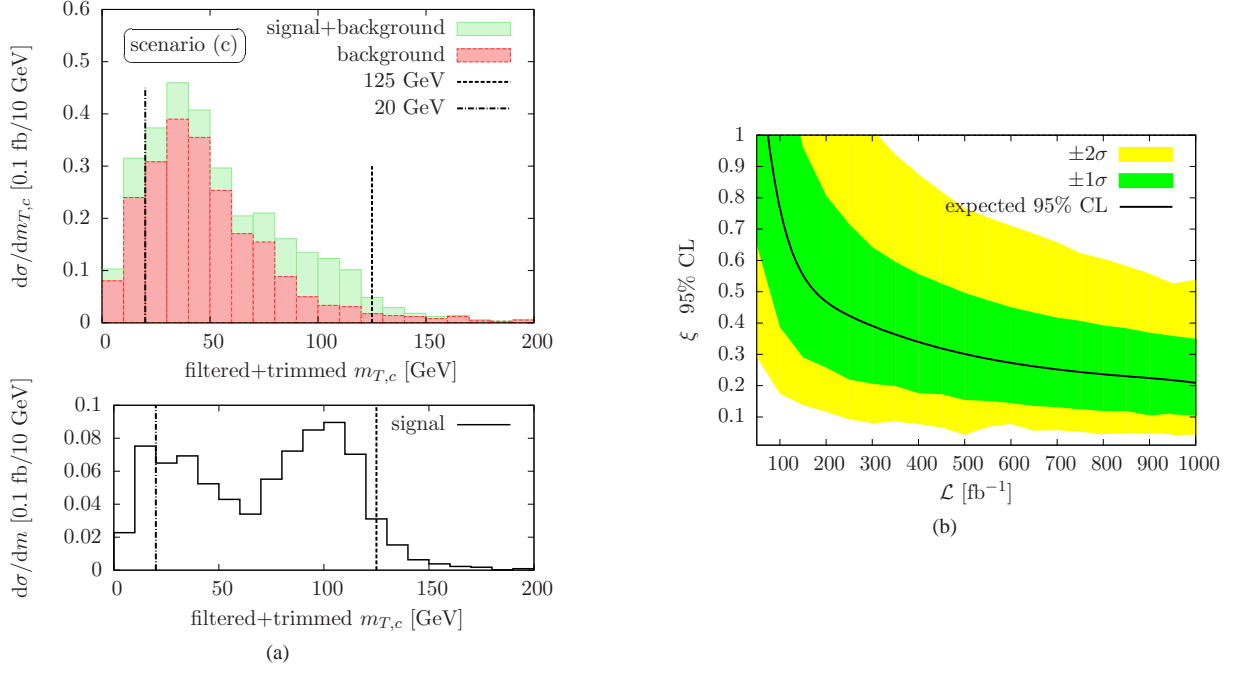 0.6
0.5
0.4
0.3
0.2
0.1
0
dσ/dm_{T,c} [0.1 fb/10 GeV]
scenario (c)
signal+background
background
125 GeV
20 GeV
0 50 100 150 200
filtered+trimmed m_{T,c} [GeV]
0.1
0.08
0.06
0.04
0.02
0
dσ/dm [0.1 fb/10 GeV]
signal
0 50 100 150 200
filtered+trimmed m_{T,c} [GeV]
(a)
1
0.9
0.8
0.7
0.6
0.5
0.4
0.3
0.2
0.1
ξ 95% CL
±2σ
±1σ
expected 95% CL
100 200 300 400 500 600 700 800 900 1000
ℒ [fb⁻¹]
(b)